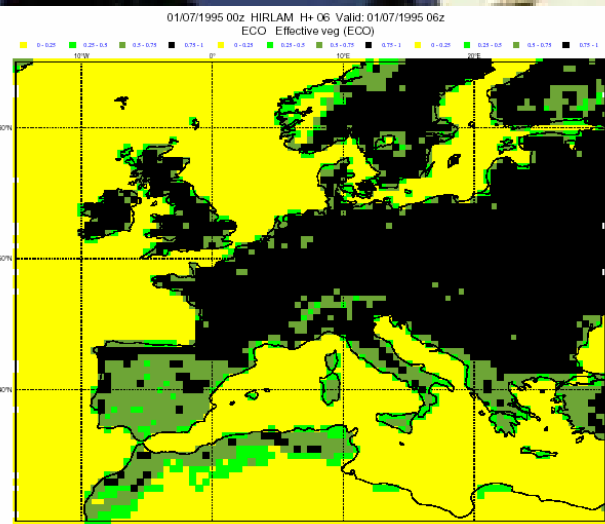 01/07/1995 00z HIRLAM H+ 06 Valid: 01/07/1995 06z
ECO Effective veg (ECO)
0 - 0.25 0.25 - 0.5 0.5 - 0.75 0.75 - 1 0 - 0.25 0.25 - 0.5 0.5 - 0.75 0.75 - 1 0 - 0.25 0.25 - 0.5 0.5 - 0.75 0.75 - 1
10°W 0° 10°E 20°E